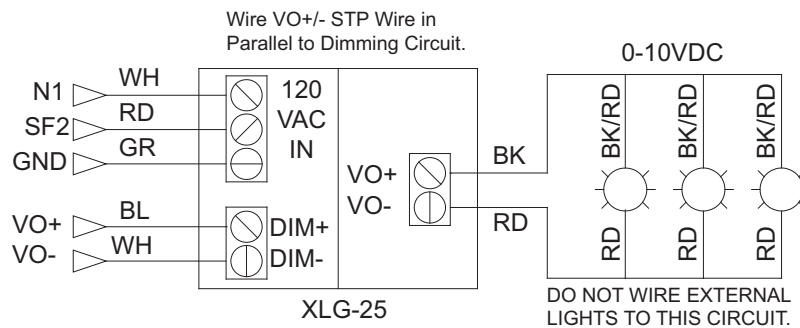 Wire VO+/- STP Wire in
Parallel to Dimming Circuit.
0-10VDC
N1 WH
SF2 RD
GND GR
120
VAC
IN
VO+ BL DIM+
VO- WH DIM-
VO+ BK
VO- RD
BK/RD BK/RD BK/RD
RD RD RD
XLG-25
DO NOT WIRE EXTERNAL
LIGHTS TO THIS CIRCUIT.